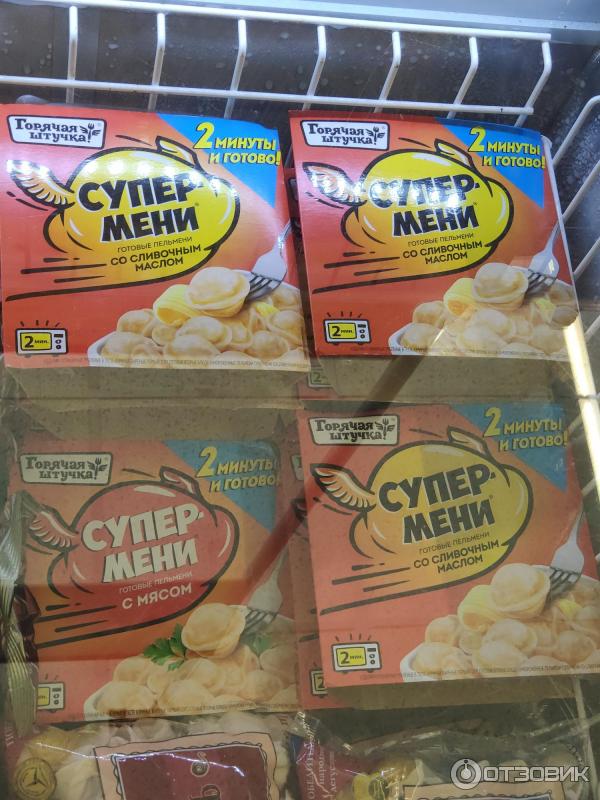 Горячая
штучка!
2 МИНУТЫ
И ГОТОВО!
СУПЕР-
МЕНИ
ГОТОВЫЕ ПЕЛЬМЕНИ
СО СЛИВОЧНЫМ
МАСЛОМ
2 мин.
Горячая
штучка!
2 МИНУТЫ
И ГОТОВО!
СУПЕР-
МЕНИ
ГОТОВЫЕ ПЕЛЬМЕНИ
СО СЛИВОЧНЫМ
МАСЛОМ
2 мин.
Горячая
штучка!
2 МИНУТЫ
И ГОТОВО!
СУПЕР-
МЕНИ
ГОТОВЫЕ ПЕЛЬМЕНИ
С МЯСОМ
2 мин.
Горячая
штучка!
2 МИНУТЫ
И ГОТОВО!
СУПЕР-
МЕНИ
ГОТОВЫЕ ПЕЛЬМЕНИ
СО СЛИВОЧНЫМ
МАСЛОМ
2 мин.
ОТЗОВИК